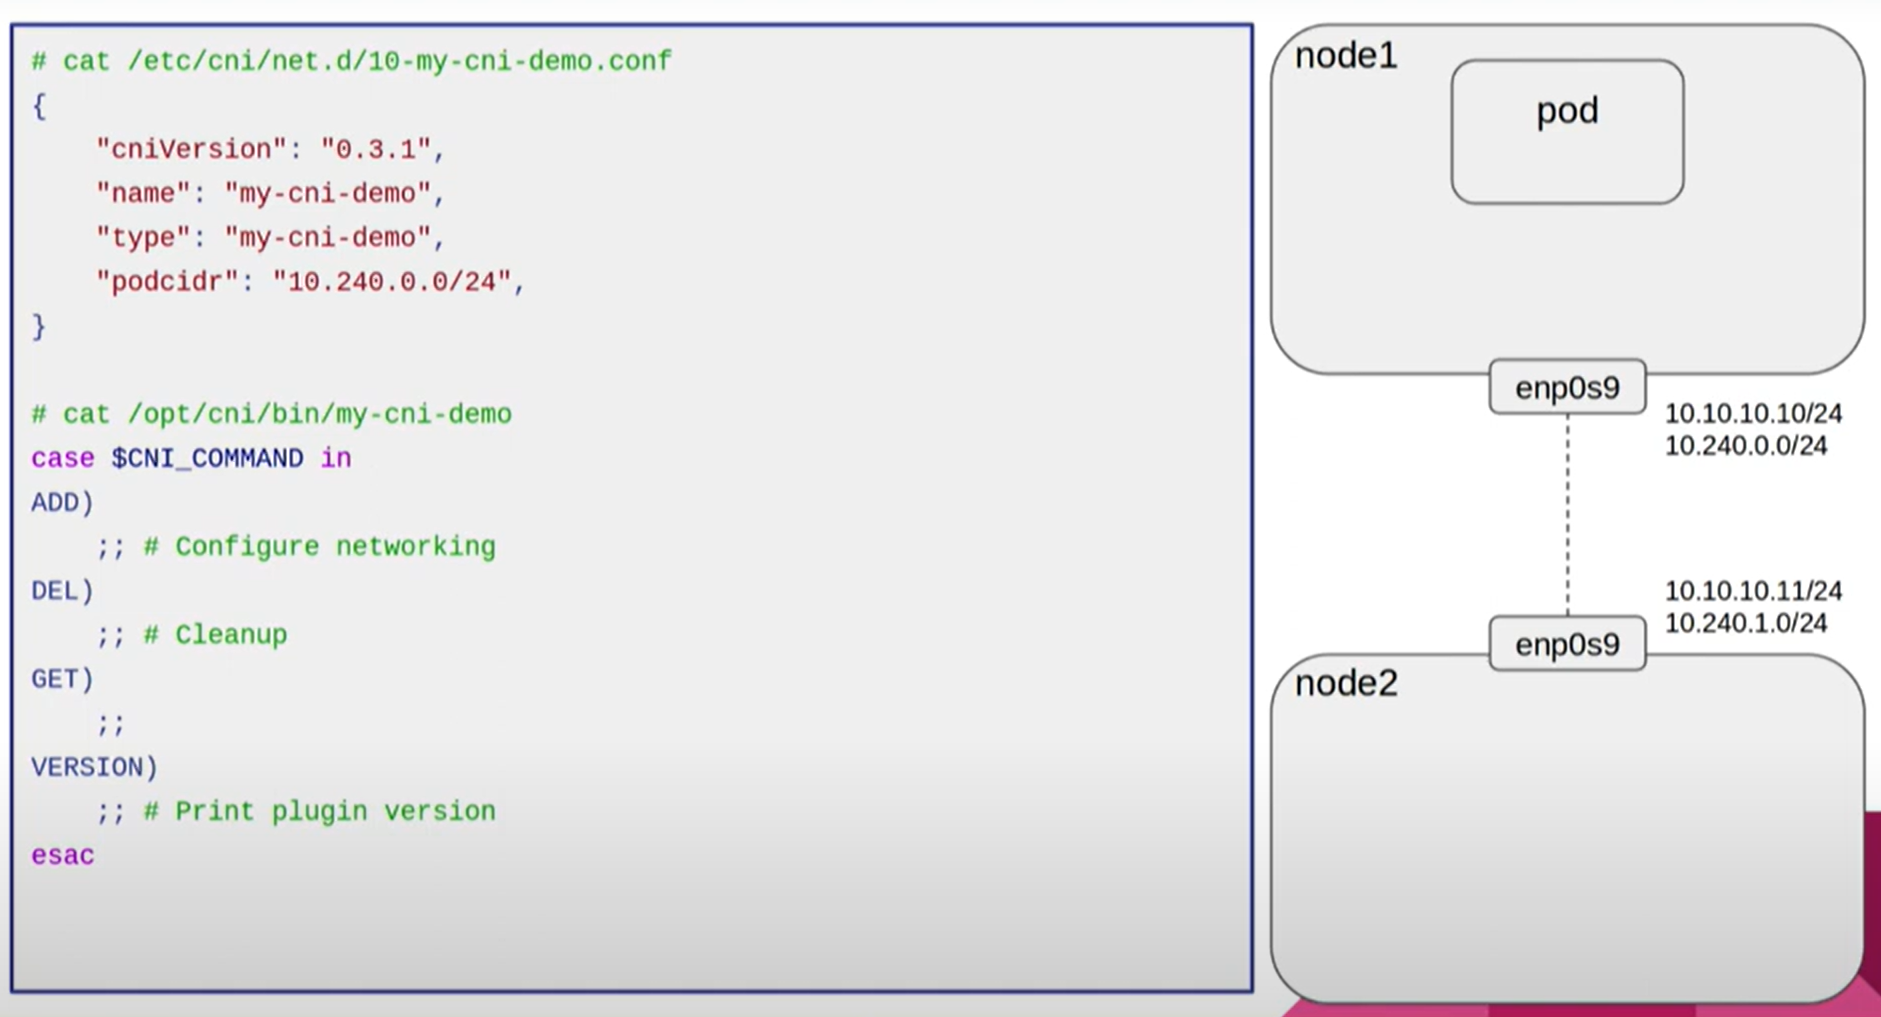 # cat /etc/cni/net.d/10-my-cni-demo.conf
{
    "cniVersion": "0.3.1",
    "name": "my-cni-demo",
    "type": "my-cni-demo",
    "podcidr": "10.240.0.0/24",
}
# cat /opt/cni/bin/my-cni-demo
case $CNI_COMMAND in
ADD)
    ;; # Configure networking
DEL)
    ;; # Cleanup
GET)
    ;;
VERSION)
    ;; # Print plugin version
esac
node1
pod
enp0s9
10.10.10.10/24
10.240.0.0/24
10.10.10.11/24
10.240.1.0/24
enp0s9
node2